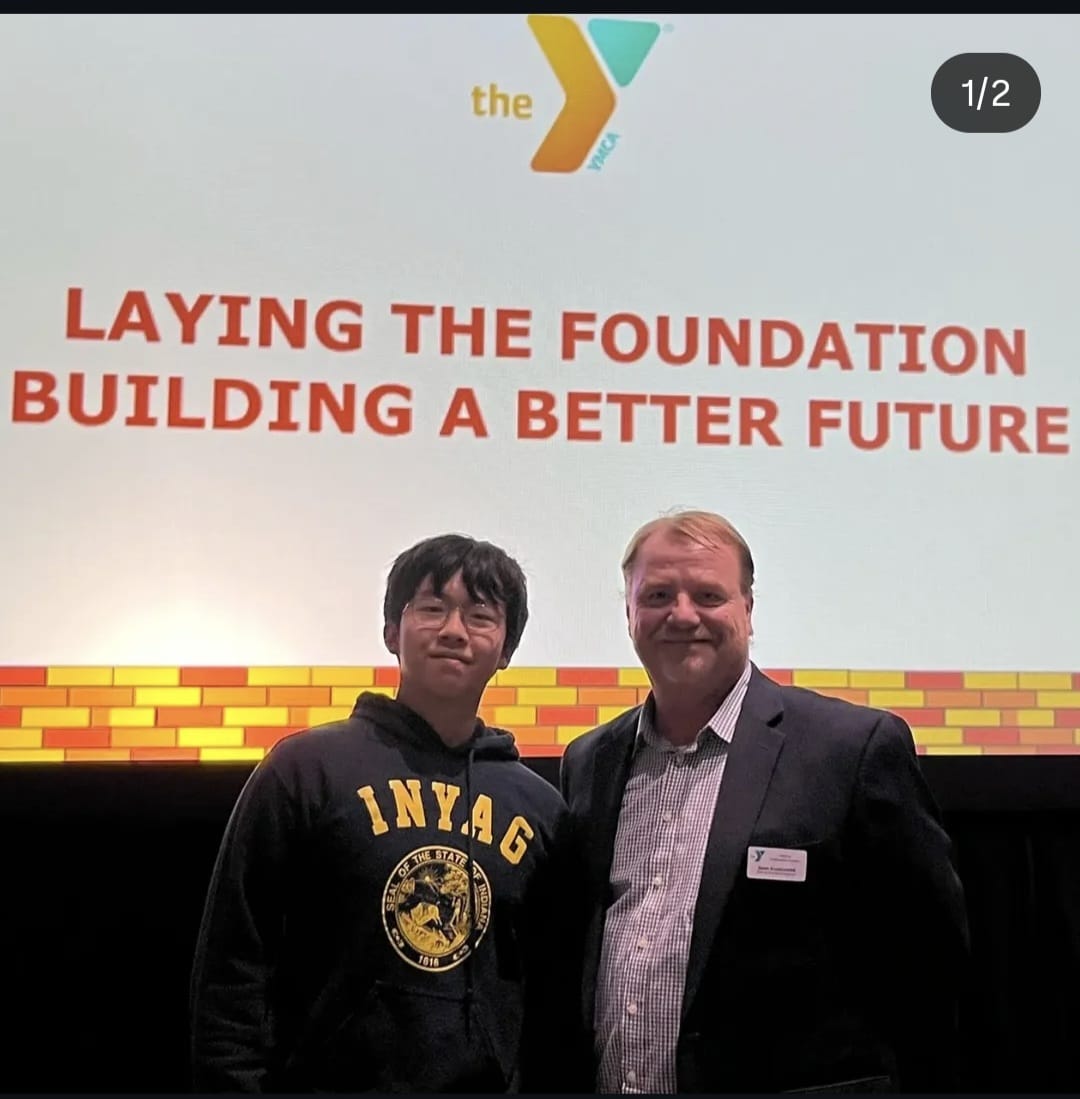 1/2
the
YMCA
LAYING THE FOUNDATION
BUILDING A BETTER FUTURE
INYAG
SEAL OF THE STATE OF INDIANA
1816